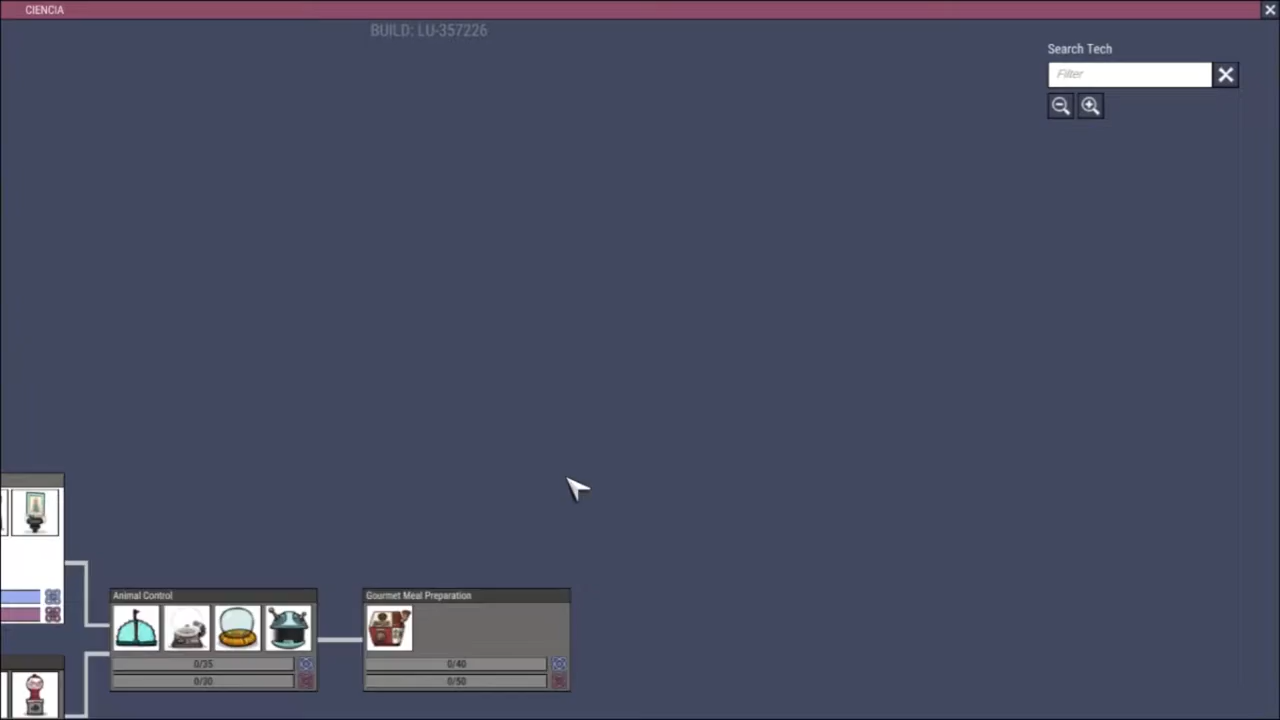 CIENCIA
BUILD: LU-357226
Search Tech
Filter
Animal Control
0/35
0/20
Gourmet Meal Preparation
0/40
0/50